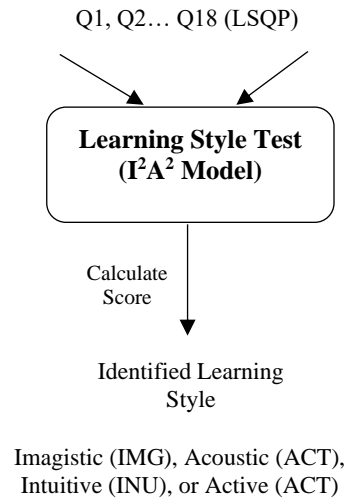 Q1, Q2… Q18 (LSQP)
Learning Style Test
(I²A² Model)
Calculate
Score
Identified Learning
Style
Imagistic (IMG), Acoustic (ACT),
Intuitive (INU), or Active (ACT)